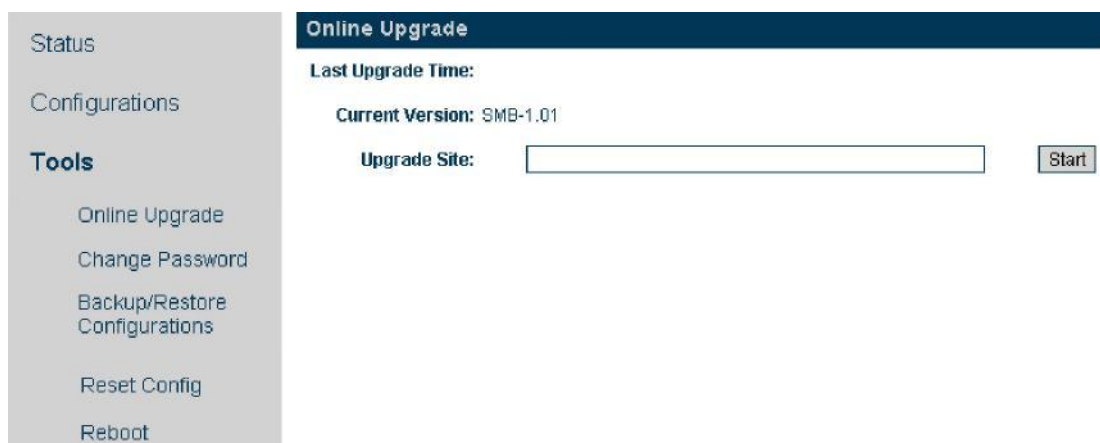 Status
Configurations
Tools
Online Upgrade
Change Password
Backup/Restore
Configurations
Reset Config
Reboot
Online Upgrade
Last Upgrade Time:
Current Version: SMB-1.01
Upgrade Site:
Start